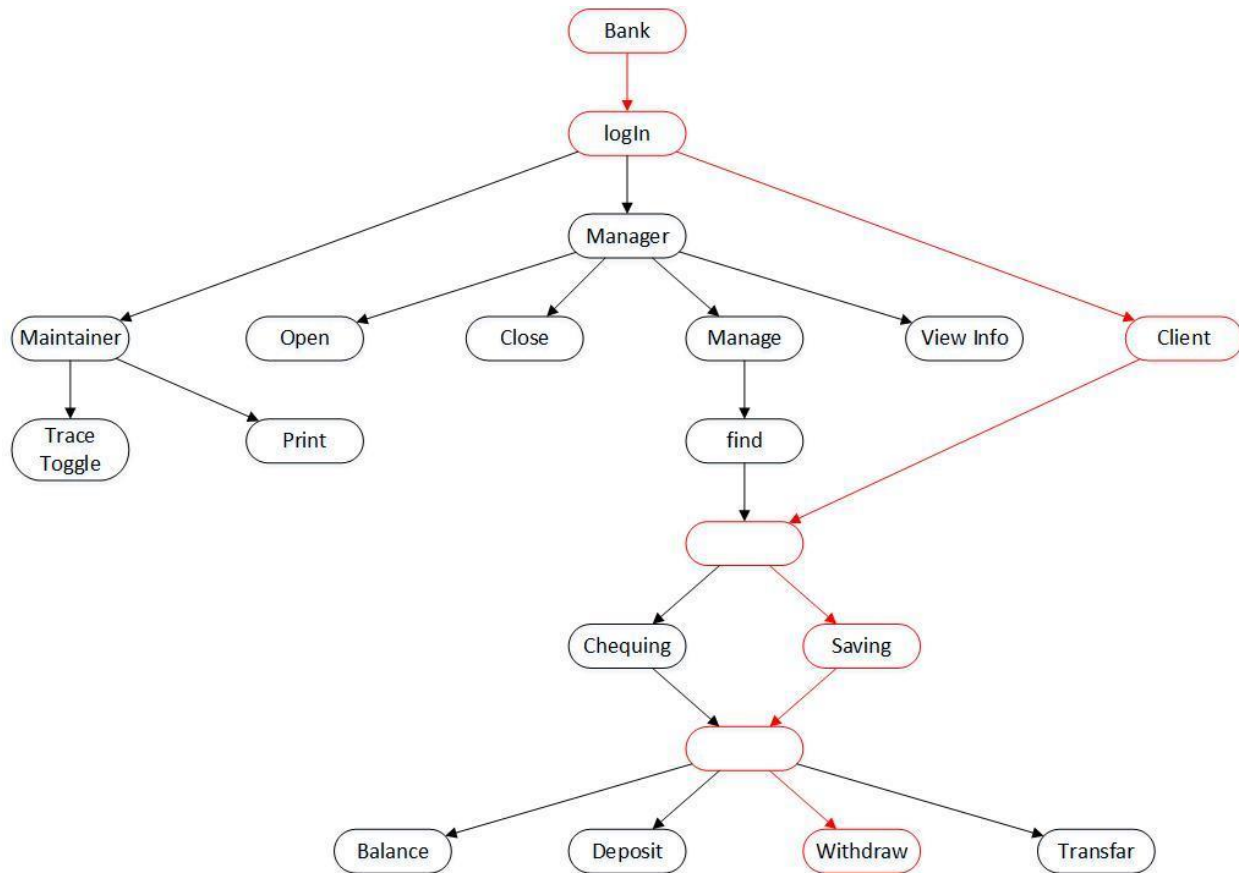 Bank
logIn
Manager
Maintainer
Open
Close
Manage
View Info
Client
Trace
Toggle
Print
find
Chequing
Saving
Balance
Deposit
Withdraw
Transfar